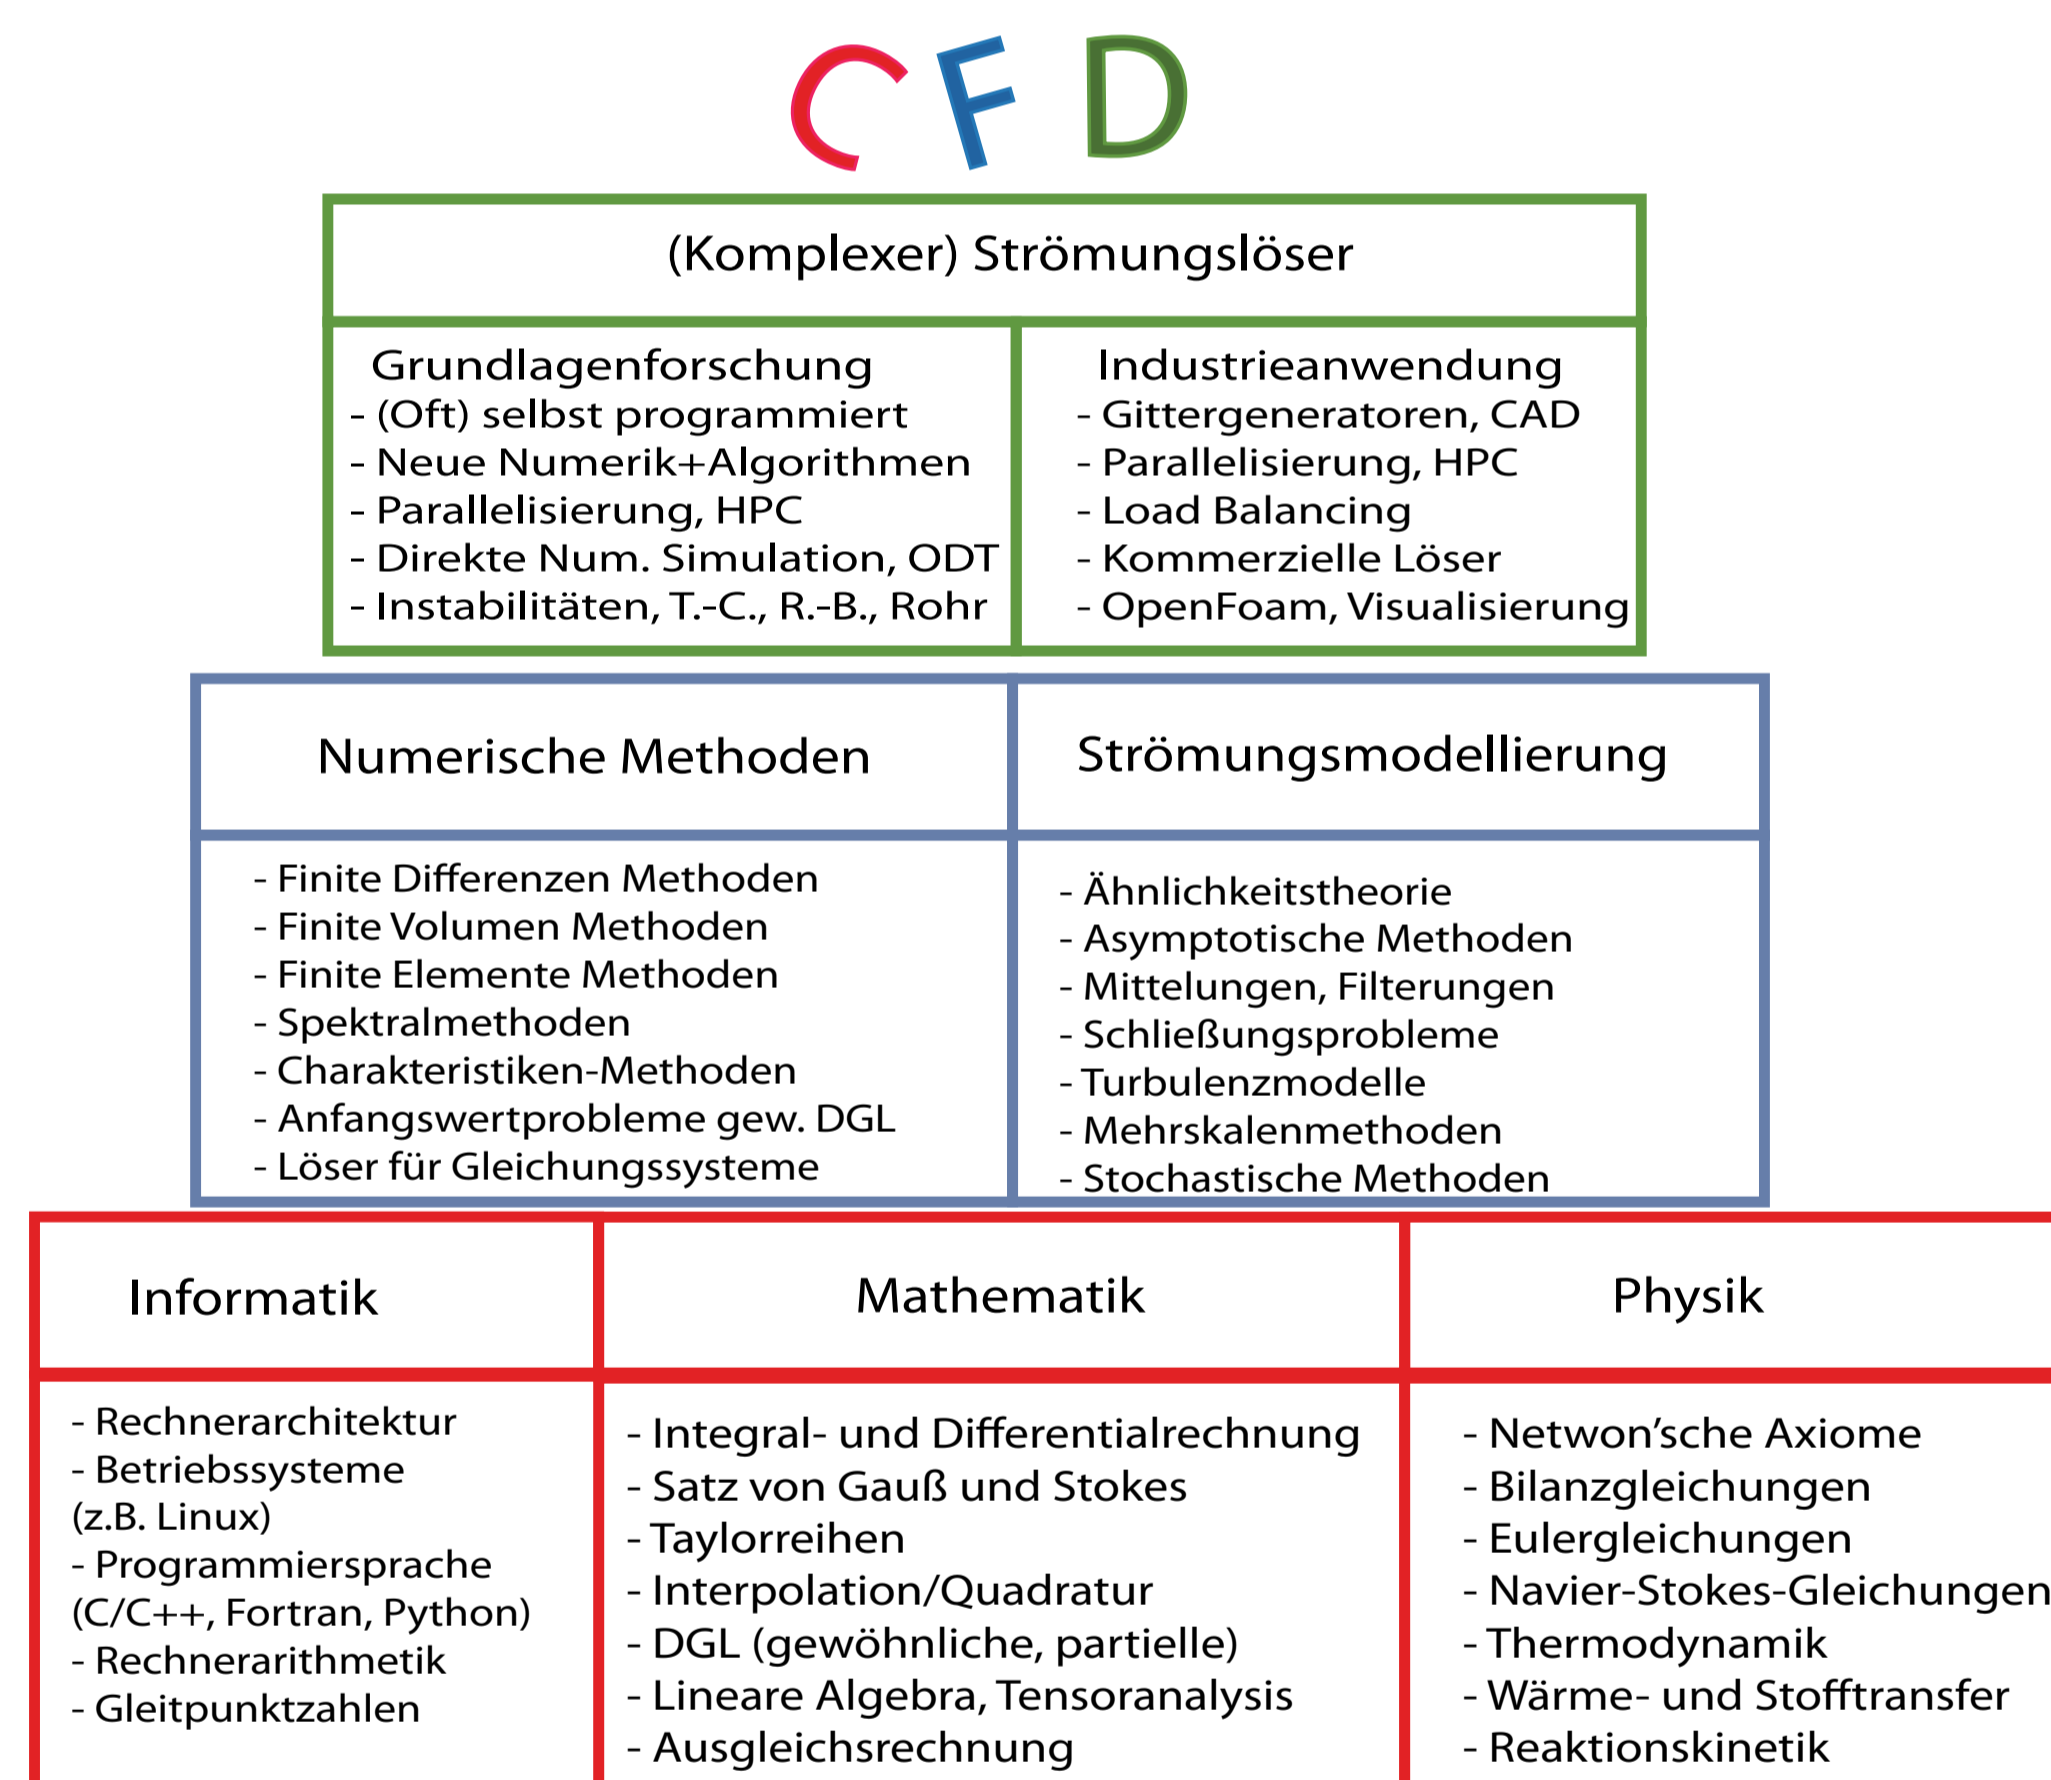 CFD
(Komplexer) Strömungslöser
Grundlagenforschung
- (Oft) selbst programmiert
- Neue Numerik+Algorithmen
- Parallelisierung, HPC
- Direkte Num. Simulation, ODT
- Instabilitäten, T.-C., R.-B., Rohr
Industrieanwendung
- Gittergeneratoren, CAD
- Parallelisierung, HPC
- Load Balancing
- Kommerzielle Löser
- OpenFoam, Visualisierung
Numerische Methoden
- Finite Differenzen Methoden
- Finite Volumen Methoden
- Finite Elemente Methoden
- Spektralmethoden
- Charakteristiken-Methoden
- Anfangswertprobleme gew. DGL
- Löser für Gleichungssysteme
Strömungsmodellierung
- Ähnlichkeitstheorie
- Asymptotische Methoden
- Mittelungen, Filterungen
- Schließungsprobleme
- Turbulenzmodelle
- Mehrskalenmethoden
- Stochastische Methoden
Informatik
- Rechnerarchitektur
- Betriebssysteme
(z.B. Linux)
- Programmiersprache
(C/C++, Fortran, Python)
- Rechnerarithmetik
- Gleitpunktzahlen
Mathematik
- Integral- und Differentialrechnung
- Satz von Gauß und Stokes
- Taylorreihen
- Interpolation/Quadratur
- DGL (gewöhnliche, partielle)
- Lineare Algebra, Tensoranalysis
- Ausgleichsrechnung
Physik
- Netwon'sche Axiome
- Bilanzgleichungen
- Eulergleichungen
- Navier-Stokes-Gleichungen
- Thermodynamik
- Wärme- und Stofftransfer
- Reaktionskinetik